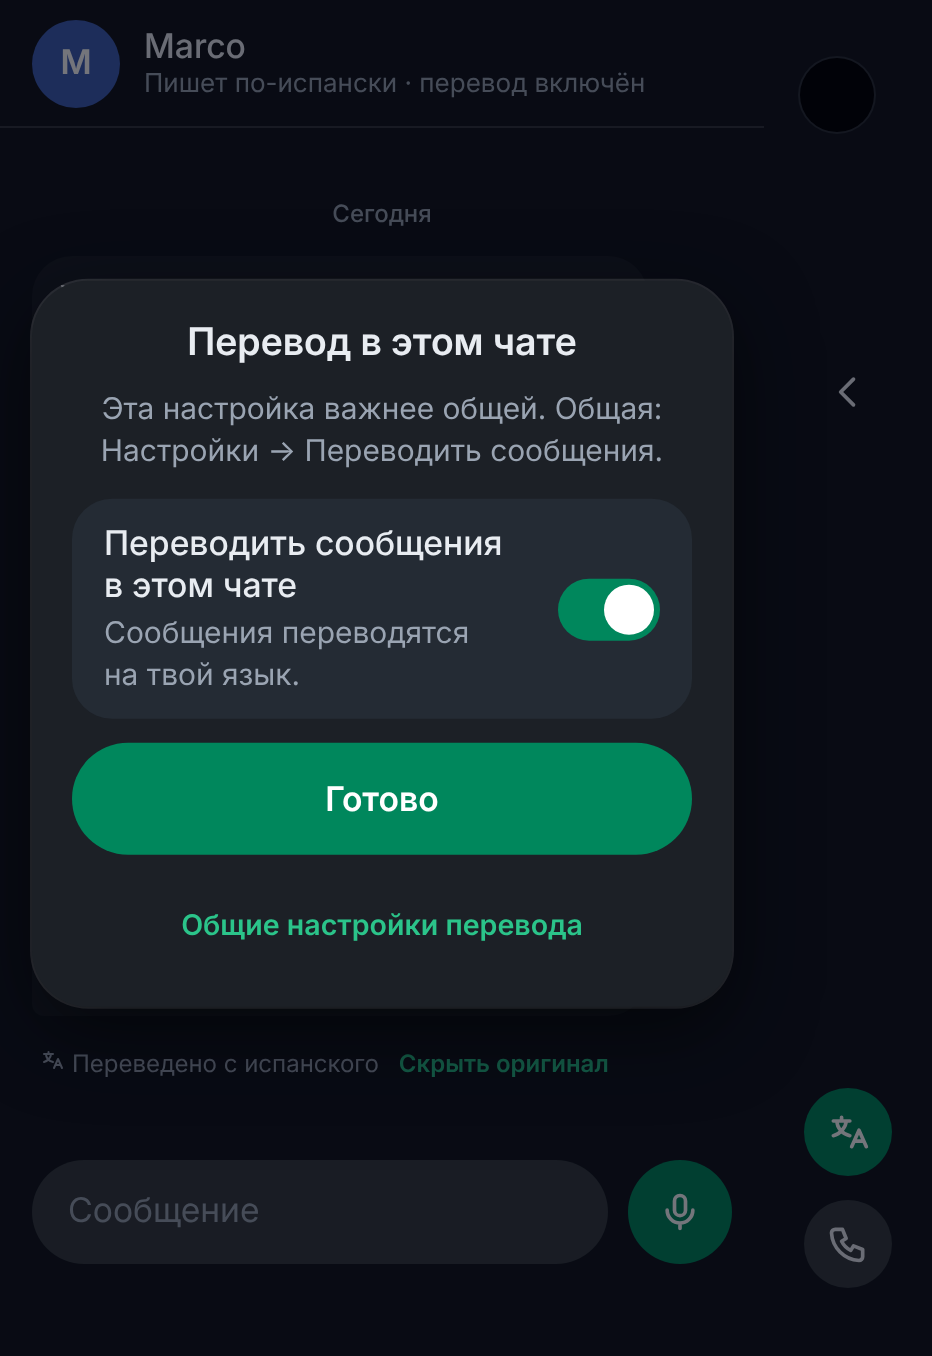 M
Marco
Пишет по-испански · перевод включён
Сегодня
Перевод в этом чате
Эта настройка важнее общей. Общая:
Настройки → Переводить сообщения.
Переводить сообщения
в этом чате
Сообщения переводятся
на твой язык.
Готово
Общие настройки перевода
Переведено с испанского Скрыть оригинал
Сообщение